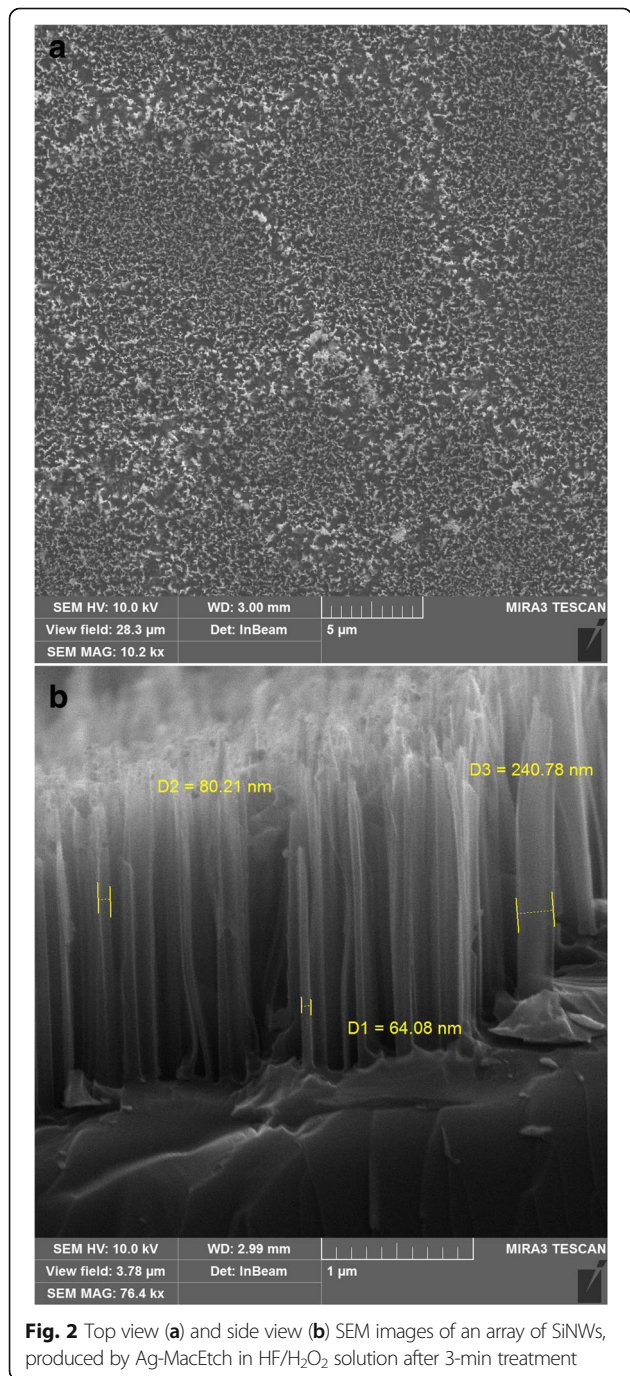 a
SEM HV: 10.0 kV WD: 3.00 mm MIRA3 TESCAN
View field: 28.3 µm Det: InBeam 5 µm
SEM MAG: 10.2 kx
b
D3 = 240.78 nm
D2 = 80.21 nm
D1 = 64.08 nm
SEM HV: 10.0 kV WD: 2.99 mm MIRA3 TESCAN
View field: 3.78 µm Det: InBeam 1 µm
SEM MAG: 76.4 kx
Fig. 2 Top view (a) and side view (b) SEM images of an array of SiNWs,
produced by Ag-MacEtch in HF/H₂O₂ solution after 3-min treatment